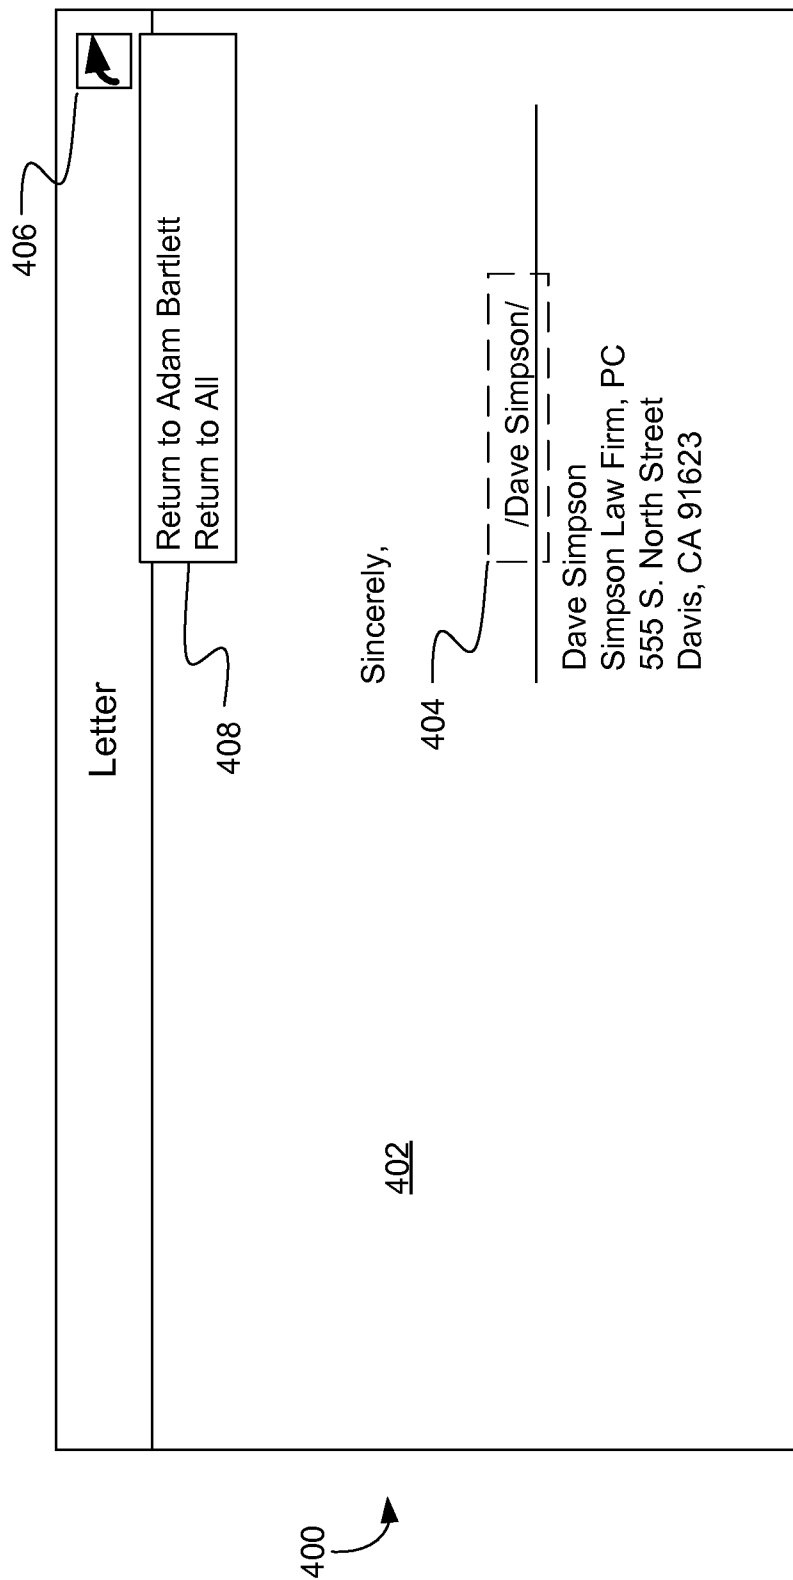 400
Letter
406
Return to Adam Bartlett
Return to All
408
Sincerely,
404
/Dave Simpson/
402
Dave Simpson
Simpson Law Firm, PC
555 S. North Street
Davis, CA 91623